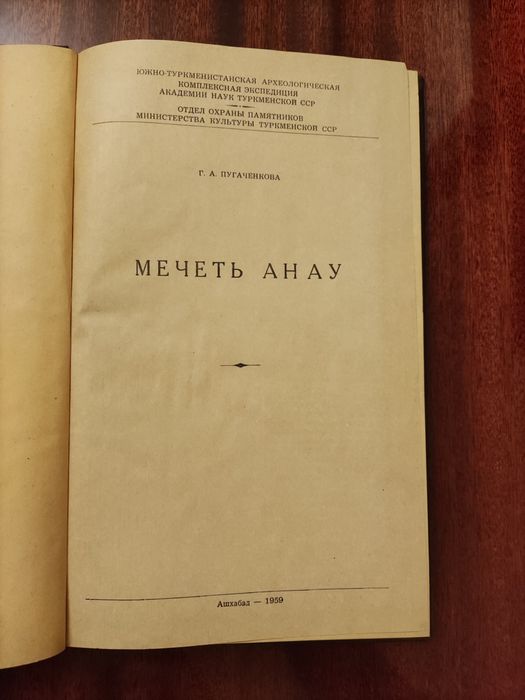 ЮЖНО-ТУРКМЕНИСТАНСКАЯ АРХЕОЛОГИЧЕСКАЯ
КОМПЛЕКСНАЯ ЭКСПЕДИЦИЯ
АКАДЕМИИ НАУК ТУРКМЕНСКОЙ ССР
ОТДЕЛ ОХРАНЫ ПАМЯТНИКОВ
МИНИСТЕРСТВА КУЛЬТУРЫ ТУРКМЕНСКОЙ ССР
Г. А. ПУГАЧЕНКОВА
МЕЧЕТЬ АНАУ
Ашхабад — 1959